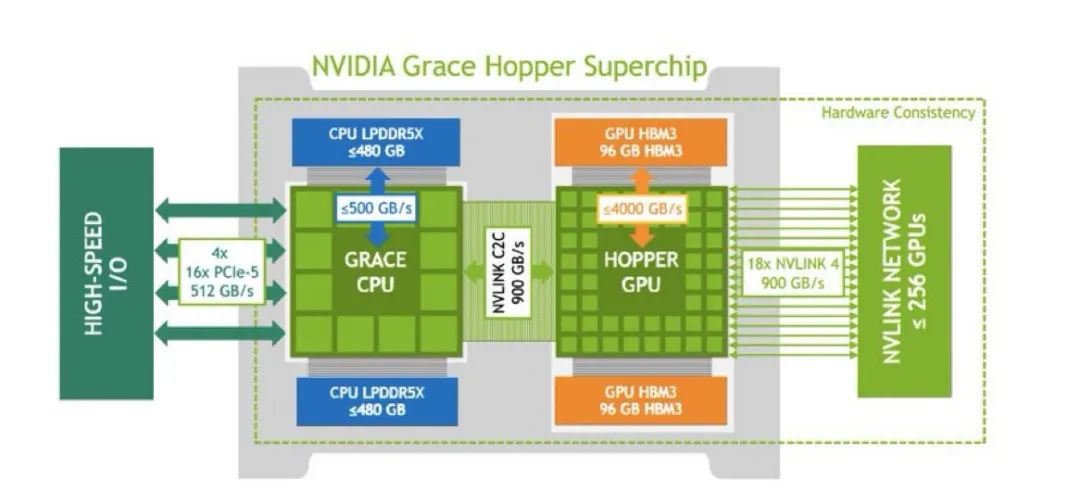 NVIDIA Grace Hopper Superchip
Hardware Consistency
CPU LPDDR5X
≤480 GB
GPU HBM3
96 GB HBM3
HIGH-SPEED
I/O
4x
16x PCIe-5
512 GB/s
≤500 GB/s
GRACE
CPU
NVLINK C2C
900 GB/s
≤4000 GB/s
HOPPER
GPU
18x NVLINK 4
900 GB/s
NVLINK NETWORK
≤ 256 GPUs
CPU LPDDR5X
≤480 GB
GPU HBM3
96 GB HBM3